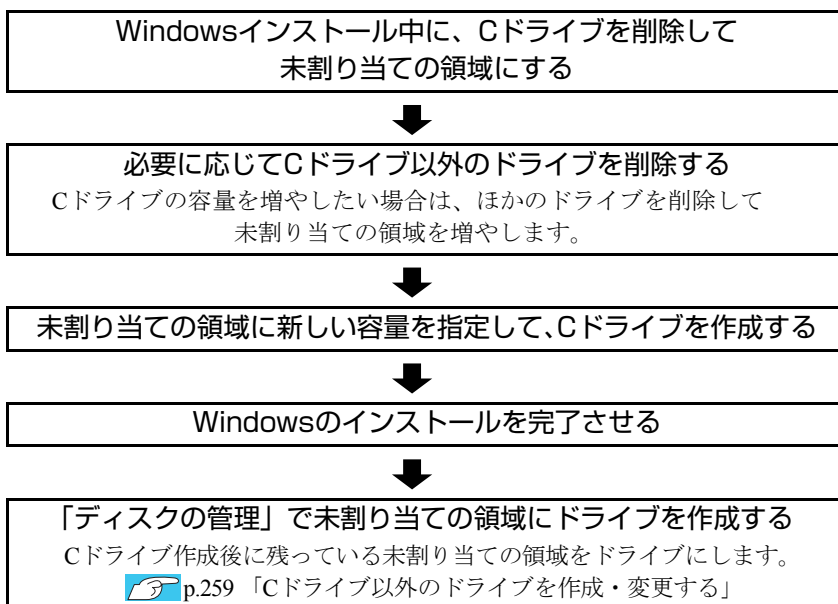 Windowsインストール中に、Cドライブを削除して
未割り当ての領域にする
必要に応じてCドライブ以外のドライブを削除する
Cドライブの容量を増やしたい場合は、ほかのドライブを削除して
未割り当ての領域を増やします。
未割り当ての領域に新しい容量を指定して、Cドライブを作成する
Windowsのインストールを完了させる
「ディスクの管理」で未割り当ての領域にドライブを作成する
Cドライブ作成後に残っている未割り当ての領域をドライブにします。
p.259 「Cドライブ以外のドライブを作成・変更する」